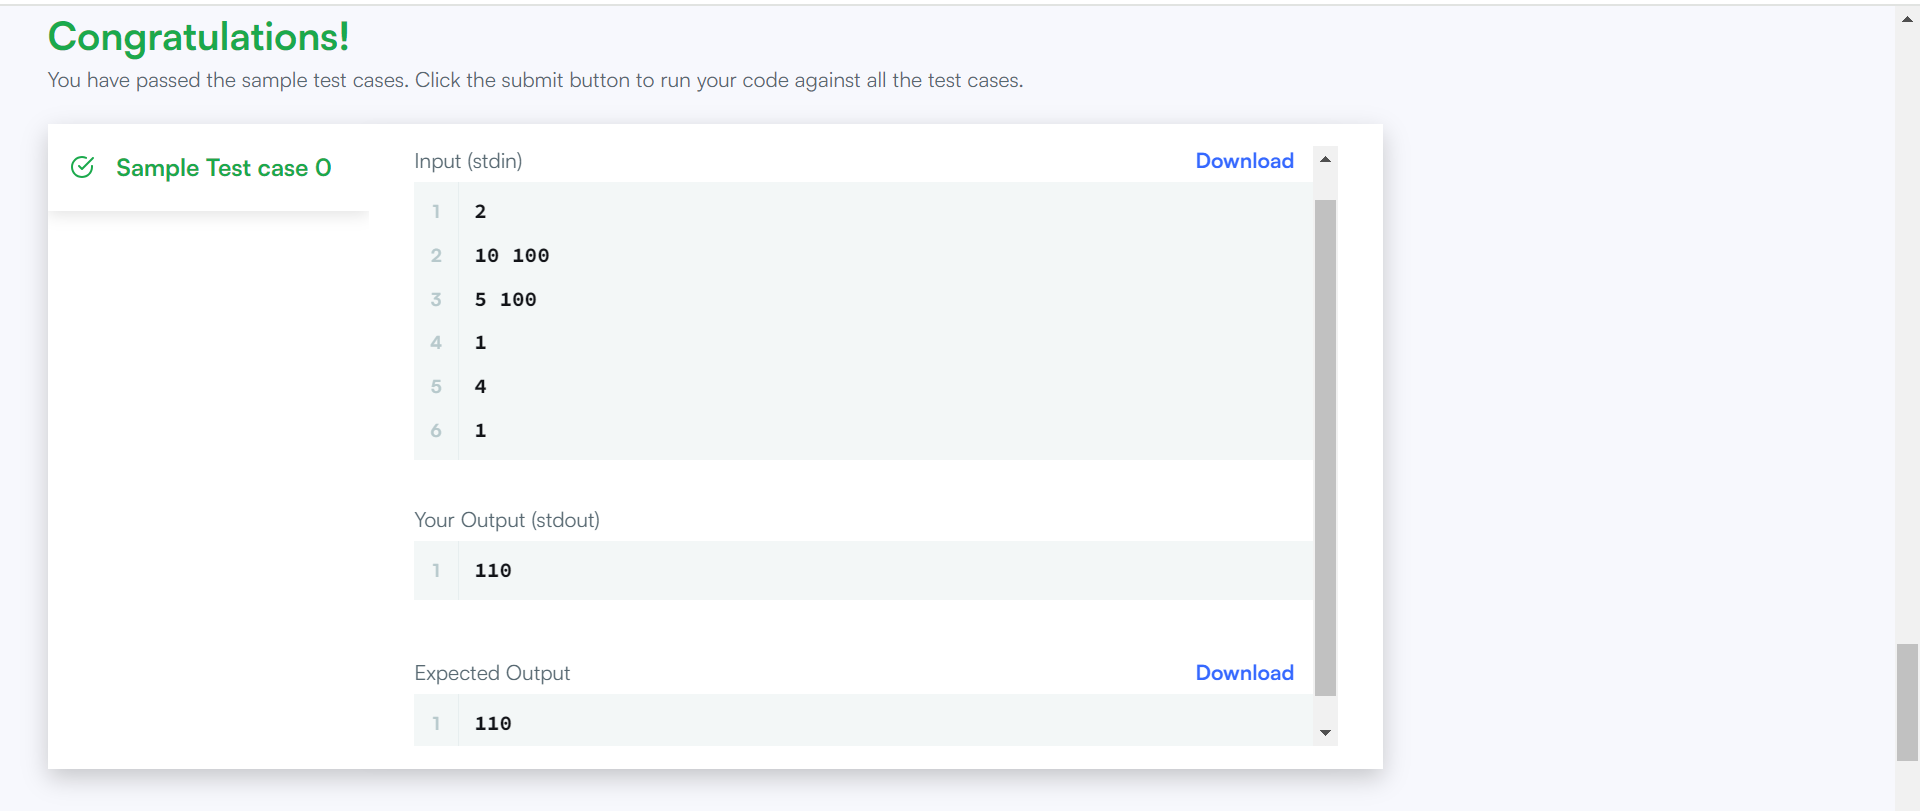 Congratulations!
You have passed the sample test cases. Click the submit button to run your code against all the test cases.
Sample Test case 0
Input (stdin)
Download
1 2
2 10 100
3 5 100
4 1
5 4
6 1
Your Output (stdout)
1 110
Expected Output
Download
1 110